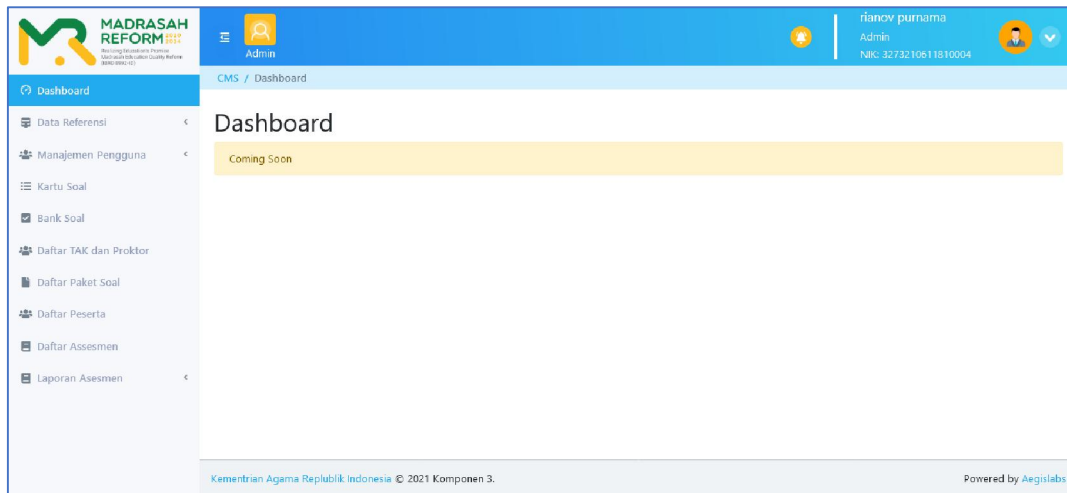 MADRASAH
REFORM
Admin
rianov purnama
Admin
NIK: 3273210611810004
CMS / Dashboard
Dashboard
Data Referensi
Manajemen Pengguna
Kartu Soal
Bank Soal
Daftar TAK dan Proktor
Daftar Paket Soal
Daftar Peserta
Daftar Assesmen
Laporan Asesmen
Dashboard
Coming Soon
Kementrian Agama Replublik Indonesia © 2021 Komponen 3.
Powered by Aegislabs